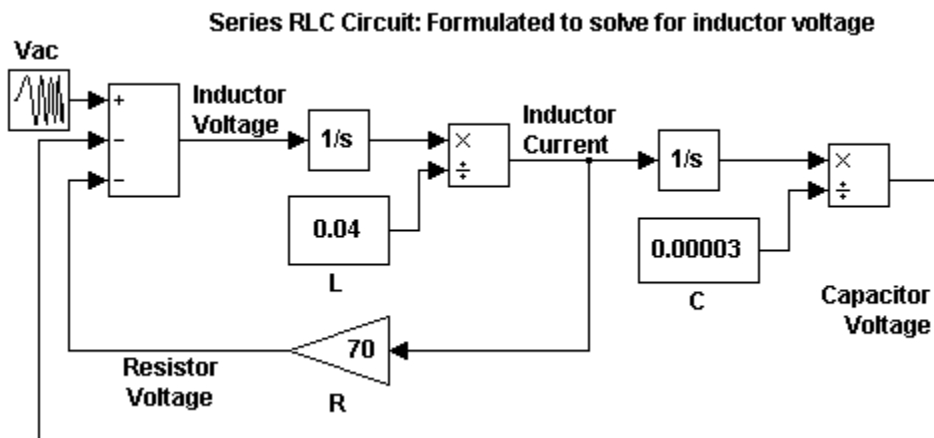 Series RLC Circuit: Formulated to solve for inductor voltage
Vac
+
−
−
Inductor
Voltage
1/s
×
÷
Inductor
Current
1/s
×
÷
0.04
L
0.00003
C
Capacitor
Voltage
70
R
Resistor
Voltage